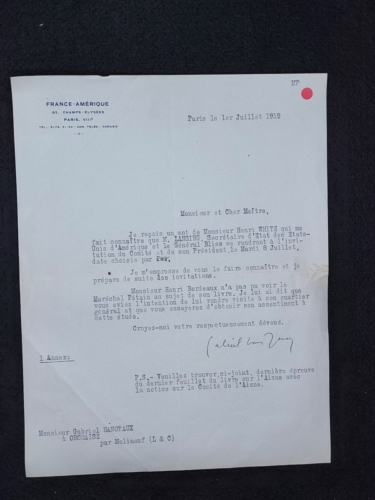 MF
FRANCE-AMÉRIQUE
82, CHAMPS-ELYSÉES
PARIS, VIIIe
Paris le 1er Juillet 1919
Monsieur et Cher Maître,
Je reçois un mot de Monsieur Henri WHITE qui me
fait connaître que M. LANSING, Secrétaire d'Etat des Etats-
Unis d'Amérique et le Général Bliss se rendront à l'invi-
tation du Comité et de son Président, le Mardi 8 Juillet,
date choisie par
Je m'empresse de vous le faire connaître et je
prépare de suite les invitations.
Monsieur Henri Bordeaux n'a pas pu voir le
Maréchal Pétain au sujet de son livre. Je lui ai dit que
vous aviez l'intention de lui rendre visite à son quartier
général et que vous essayerez d'obtenir son assentiment à
cette étude.
Croyez-moi votre respectueusement dévoué.
1 Annexe:
P.S.- Veuillez trouver, ci-joint, dernière épreuve
du dernier feuillet du livre sur l'Aisne avec
la notice sur le Comité de l'Aisne.
Monsieur Gabriel HANOTAUX
à ORCHAISE
par Molineuf (L & C)